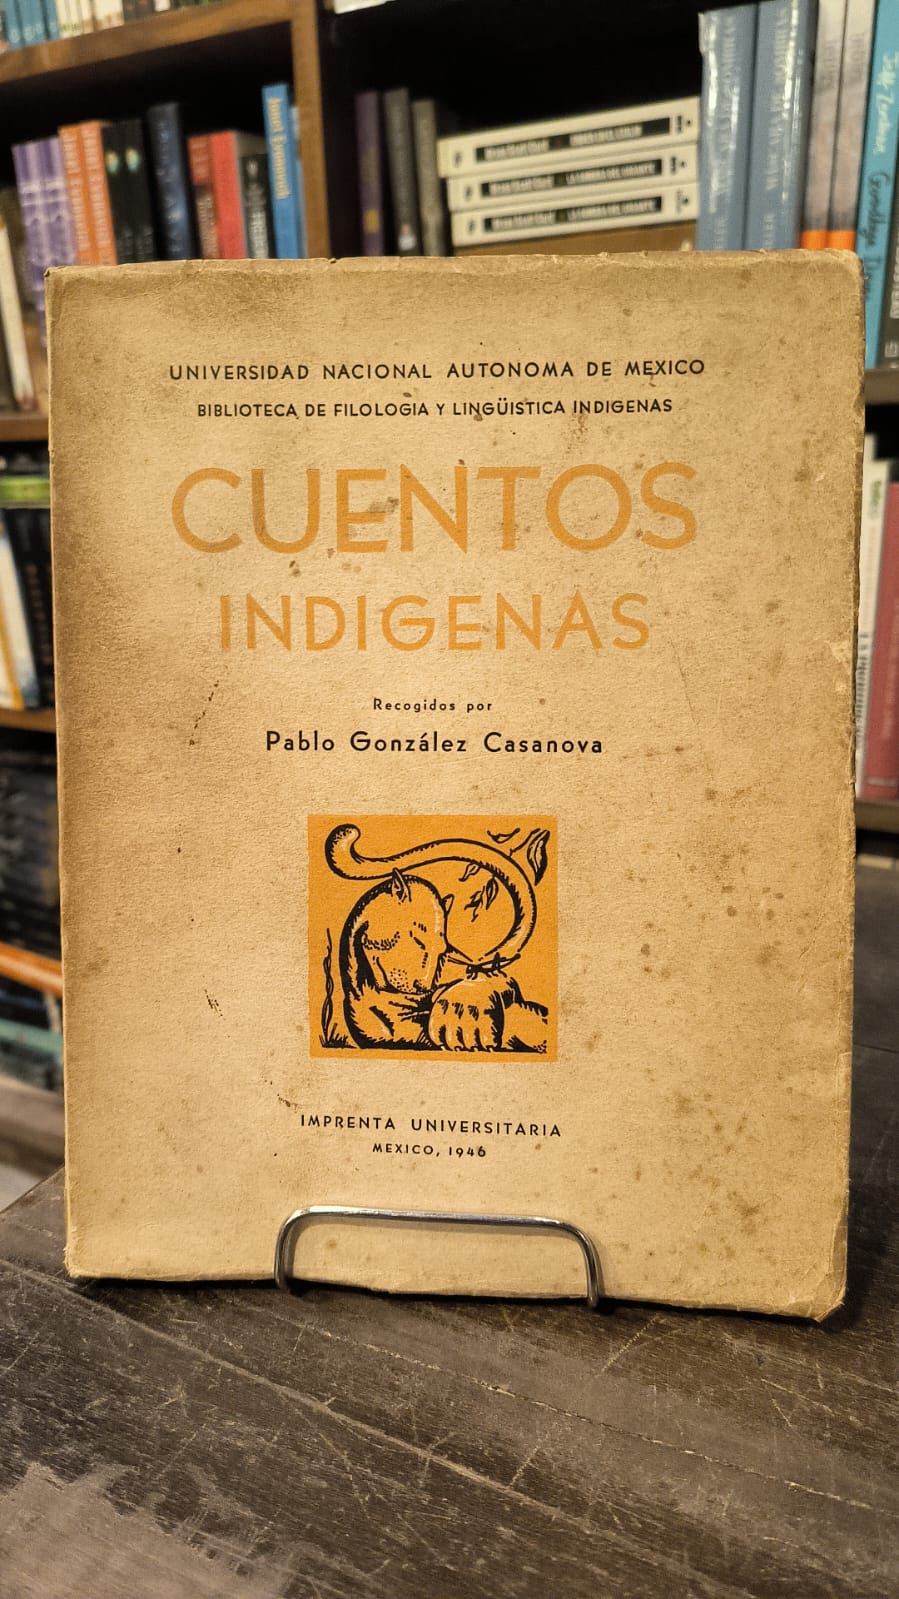 UNIVERSIDAD NACIONAL AUTONOMA DE MEXICO
BIBLIOTECA DE FILOLOGIA Y LINGÜISTICA INDIGENAS
CUENTOS
INDIGENAS
Recogidos por
Pablo González Casanova
IMPRENTA UNIVERSITARIA
MEXICO, 1946